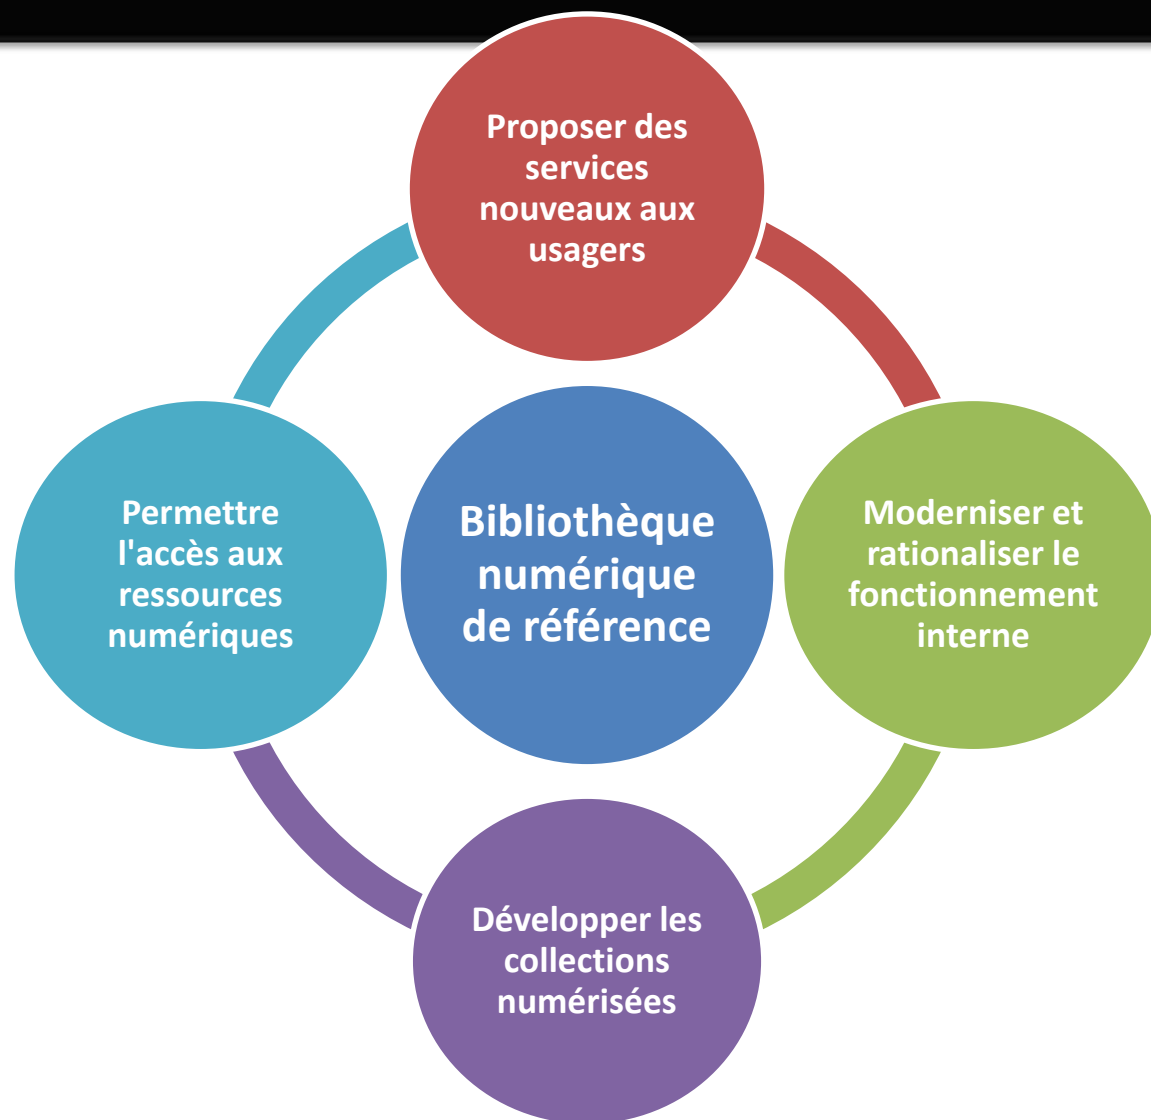 Proposer des
services
nouveaux aux
usagers
Permettre
l'accès aux
ressources
numériques
Bibliothèque
numérique
de référence
Moderniser et
rationaliser le
fonctionnement
interne
Développer les
collections
numérisées